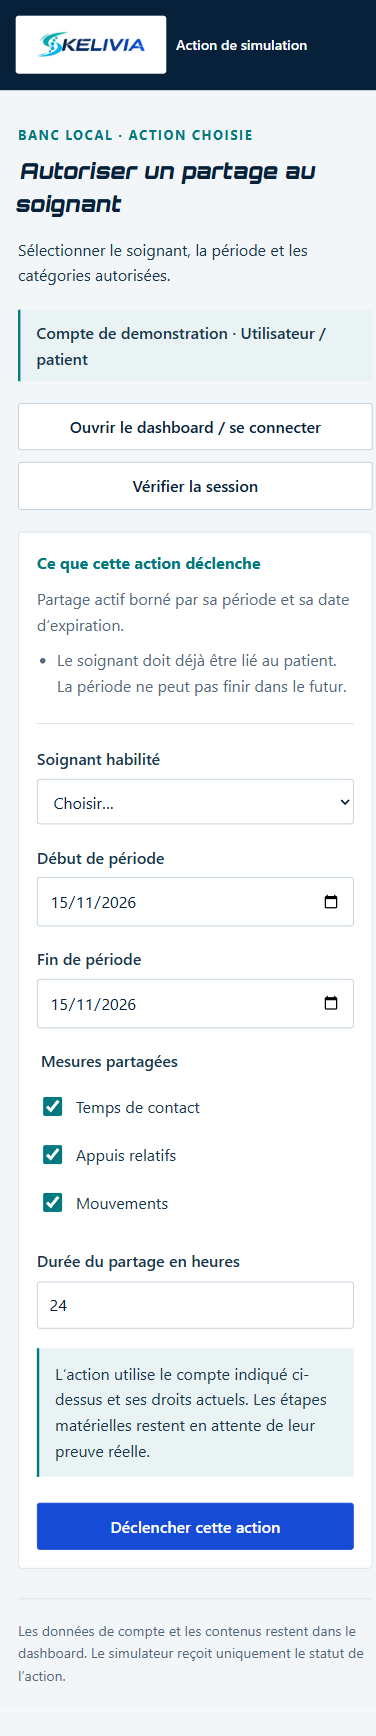 SKELIVIA
Action de simulation
BANC LOCAL · ACTION CHOISIE
Autoriser un partage au
soignant
Sélectionner le soignant, la période et les
catégories autorisées.
Compte de demonstration · Utilisateur /
patient
Ouvrir le dashboard / se connecter
Vérifier la session
Ce que cette action déclenche
Partage actif borné par sa période et sa date
d’expiration.
• Le soignant doit déjà être lié au patient.
La période ne peut pas finir dans le futur.
Soignant habilité
Choisir...
Début de période
15/11/2026
Fin de période
15/11/2026
Mesures partagées
Temps de contact
Appuis relatifs
Mouvements
Durée du partage en heures
24
L’action utilise le compte indiqué ci-
dessus et ses droits actuels. Les étapes
matérielles restent en attente de leur
preuve réelle.
Déclencher cette action
Les données de compte et les contenus restent dans le
dashboard. Le simulateur reçoit uniquement le statut de
l’action.